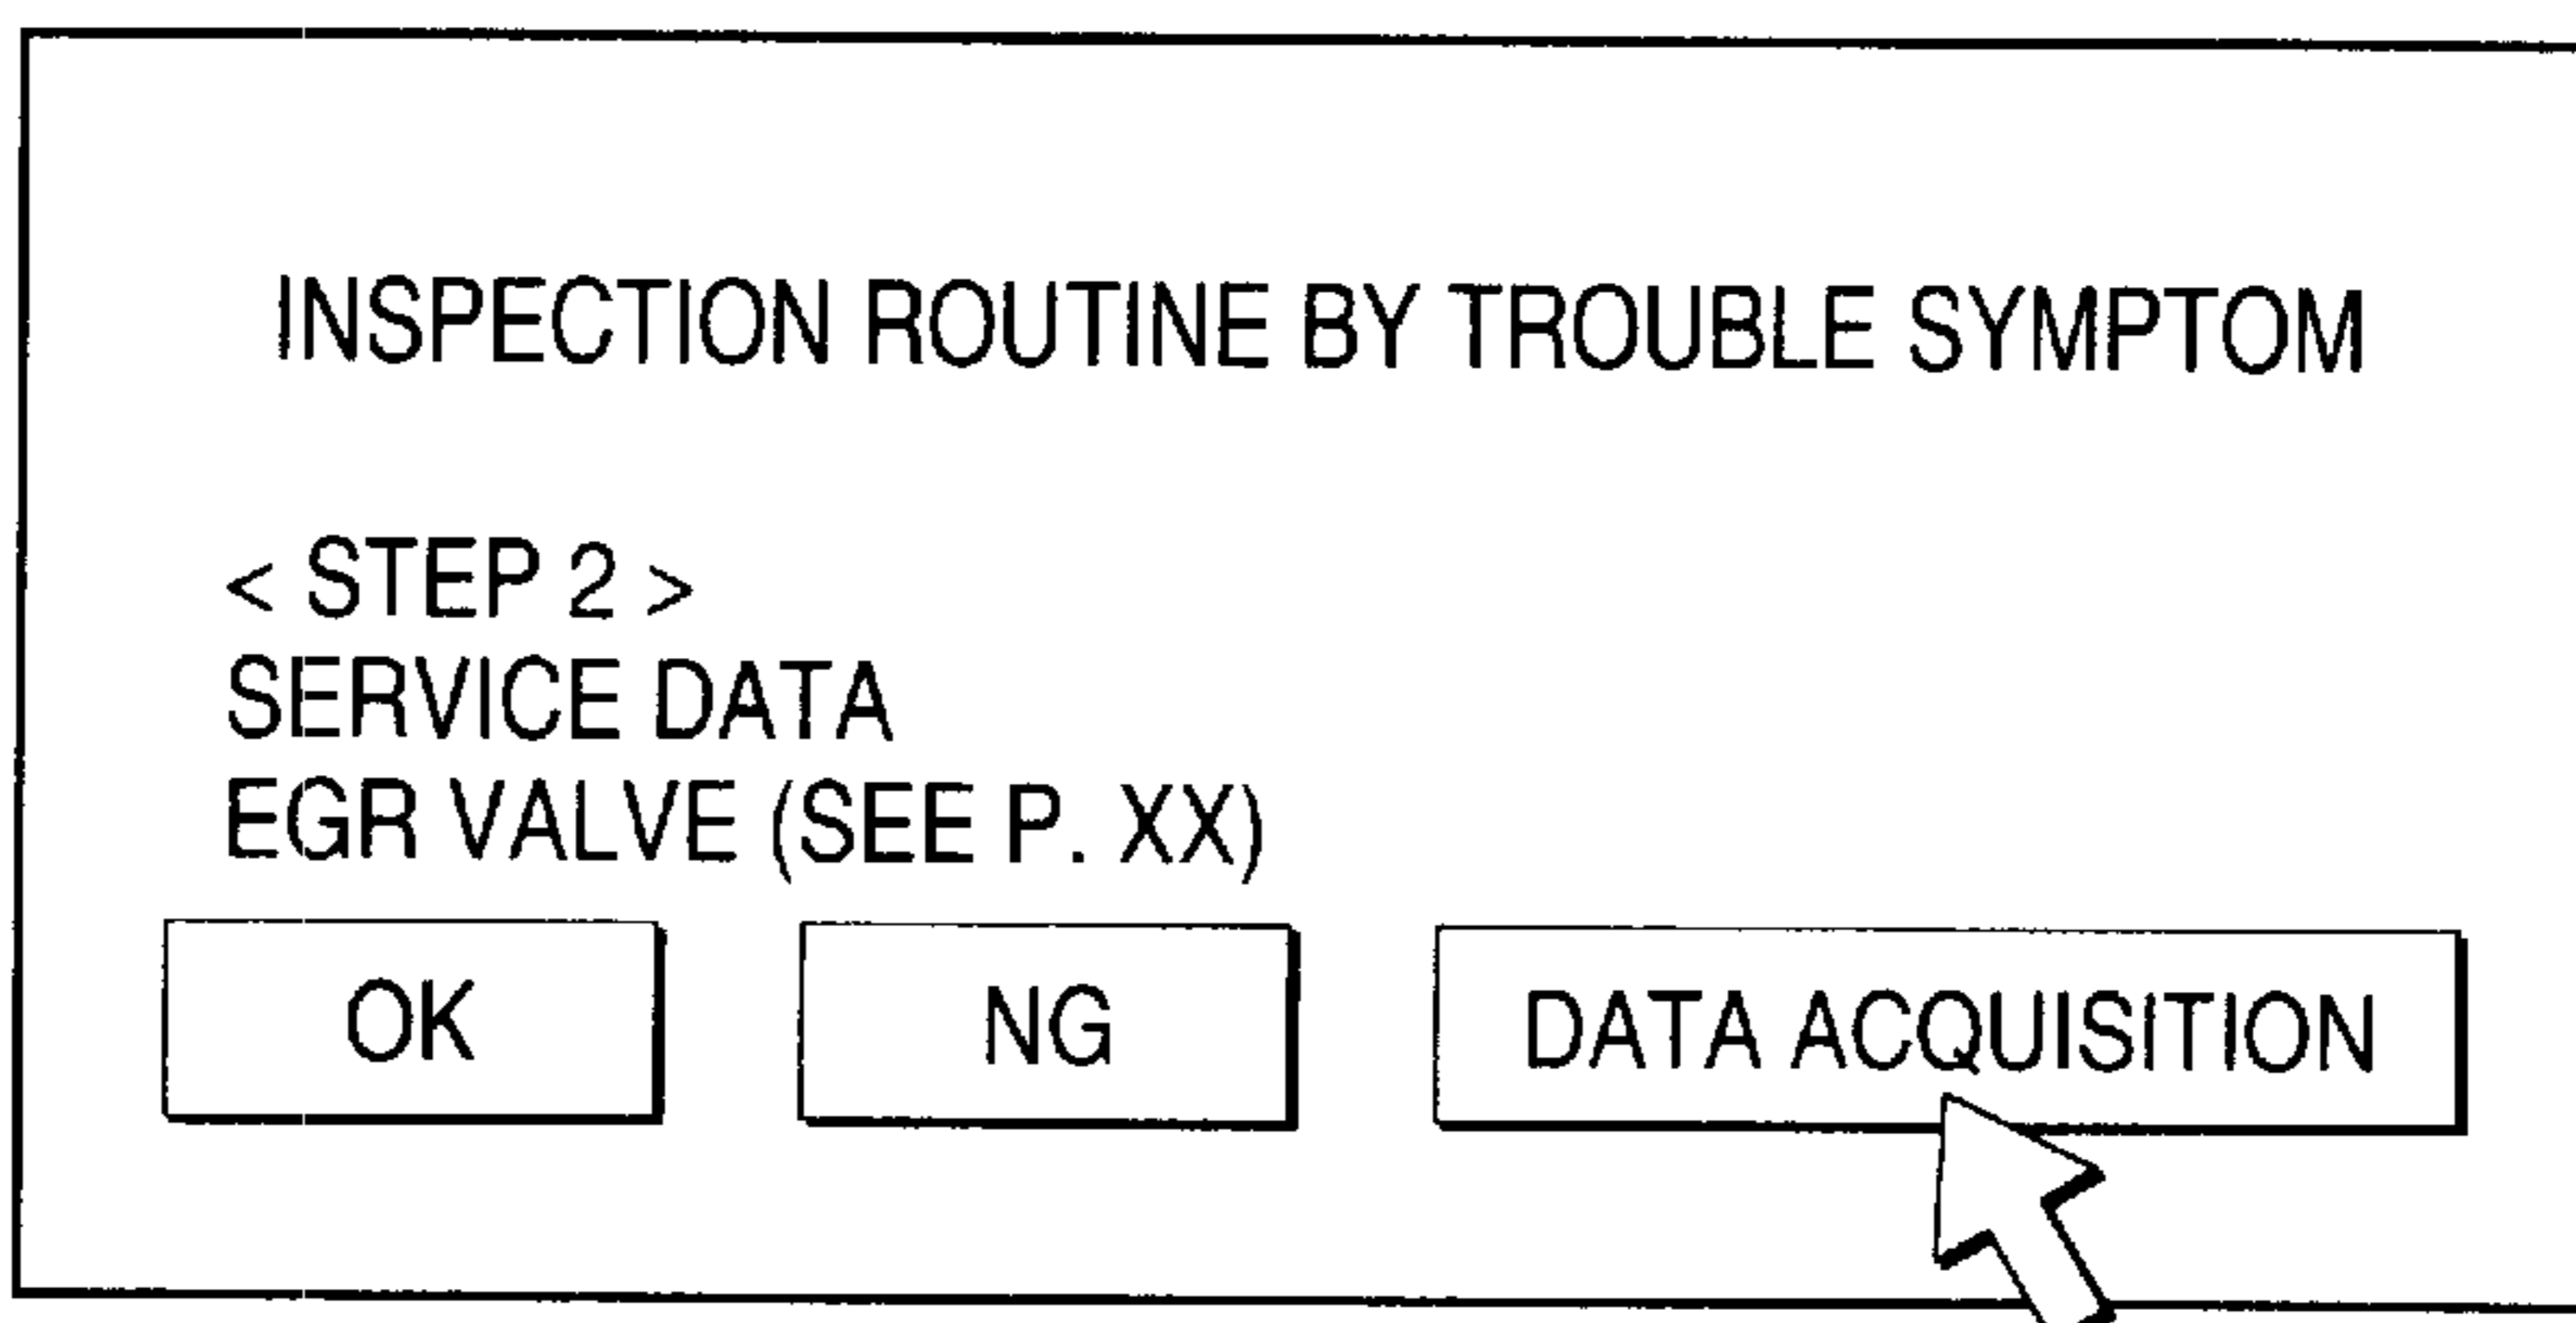 INSPECTION ROUTINE BY TROUBLE SYMPTOM
< STEP 2 >
SERVICE DATA
EGR VALVE (SEE P. XX)
OK NG DATA ACQUISITION